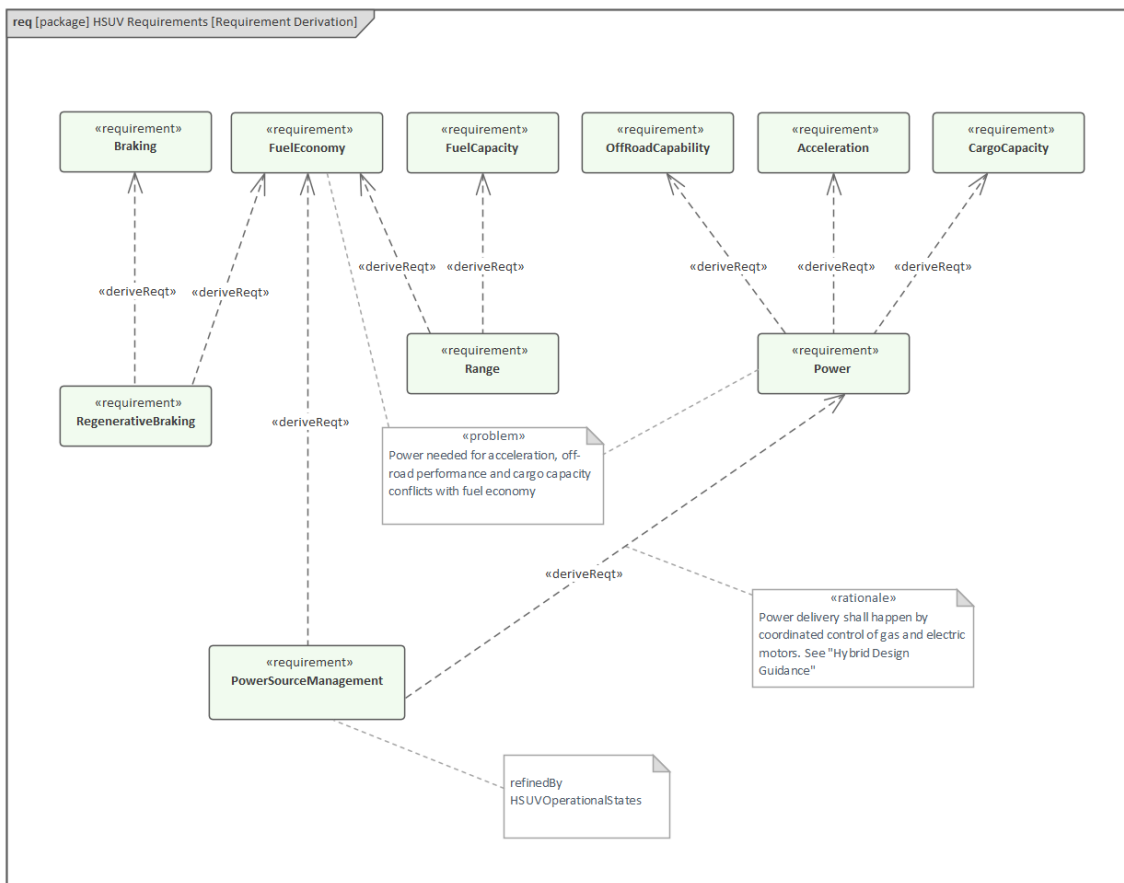 req [package] HSUV Requirements [Requirement Derivation]
«requirement»
Braking
«requirement»
FuelEconomy
«requirement»
FuelCapacity
«requirement»
OffRoadCapability
«requirement»
Acceleration
«requirement»
CargoCapacity
«deriveReqt»
«deriveReqt»
«deriveReqt»
«deriveReqt»
«deriveReqt»
«deriveReqt»
«deriveReqt»
«requirement»
Range
«requirement»
Power
«requirement»
RegenerativeBraking
«deriveReqt»
«problem»
Power needed for acceleration, off-
road performance and cargo capacity
conflicts with fuel economy
«deriveReqt»
«rationale»
Power delivery shall happen by
coordinated control of gas and electric
motors. See "Hybrid Design
Guidance"
«requirement»
PowerSourceManagement
refinedBy
HSUVOperationalStates